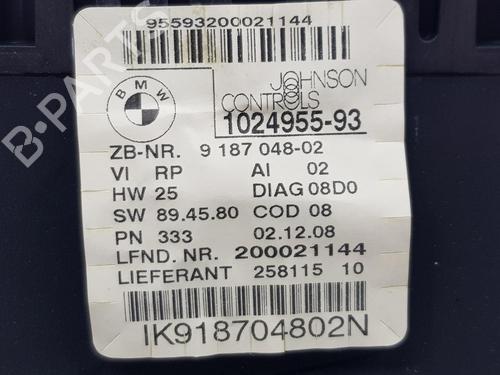 95593200021144
BMW
JOHNSON
CONTROLS
1024955-93
ZB-NR. 9 187 048-02
VI RP AI 02
HW 25 DIAG 08D0
SW 89.45.80 COD 08
PN 333 02.12.08
LFND. NR. 200021144
LIEFERANT 258115 10
IK918704802N
B-PARTS